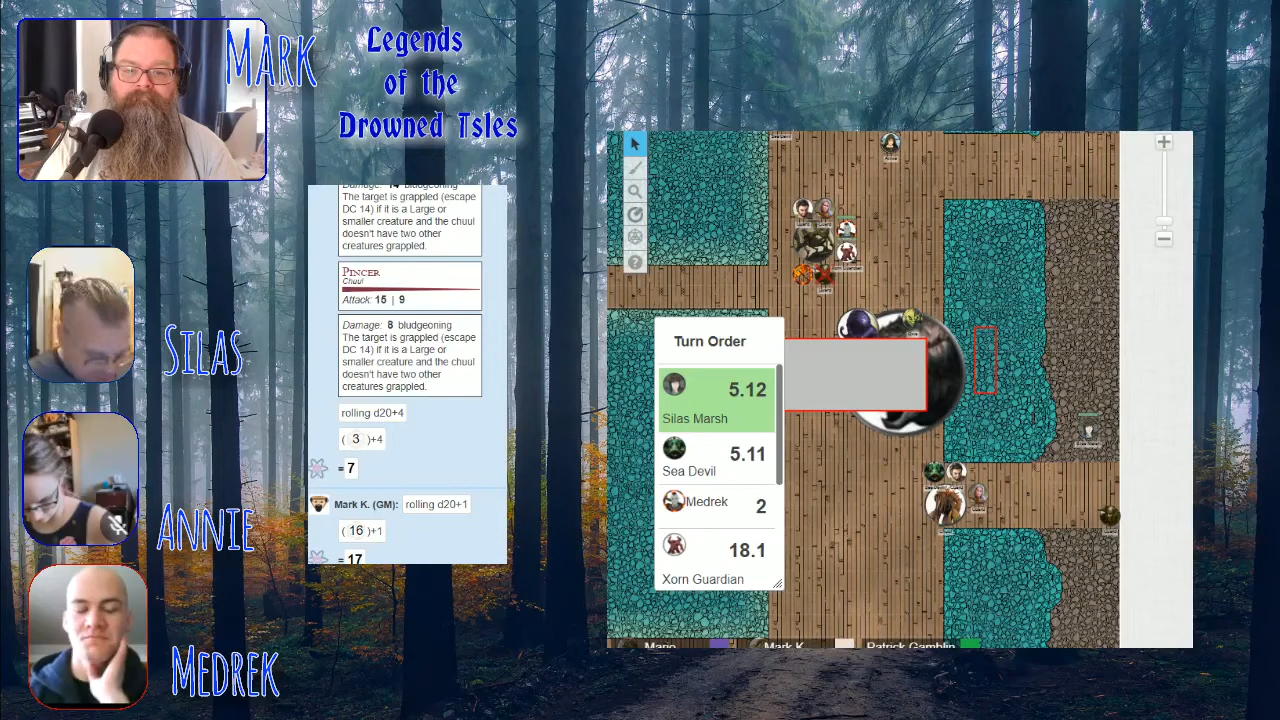 MARK
Legends
of the
Drowned Isles
SILAS
ANNIE
MEDREK
Damage: 14 bludgeoning
The target is grappled (escape
DC 14) if it is a Large or
smaller creature and the chuul
doesn't have two other
creatures grappled.
PINCER
Chuul
Attack: 15 | 9
Damage: 8 bludgeoning
The target is grappled (escape
DC 14) if it is a Large or
smaller creature and the chuul
doesn't have two other
creatures grappled.
rolling d20+4
( 3 )+4
= 7
Mark K. (GM): rolling d20+1
( 16 )+1
= 17
Turn Order
5.12
Silas Marsh
5.11
Sea Devil
Medrek 2
18.1
Xorn Guardian
Mario
Mark K.
Patrick Gamblin